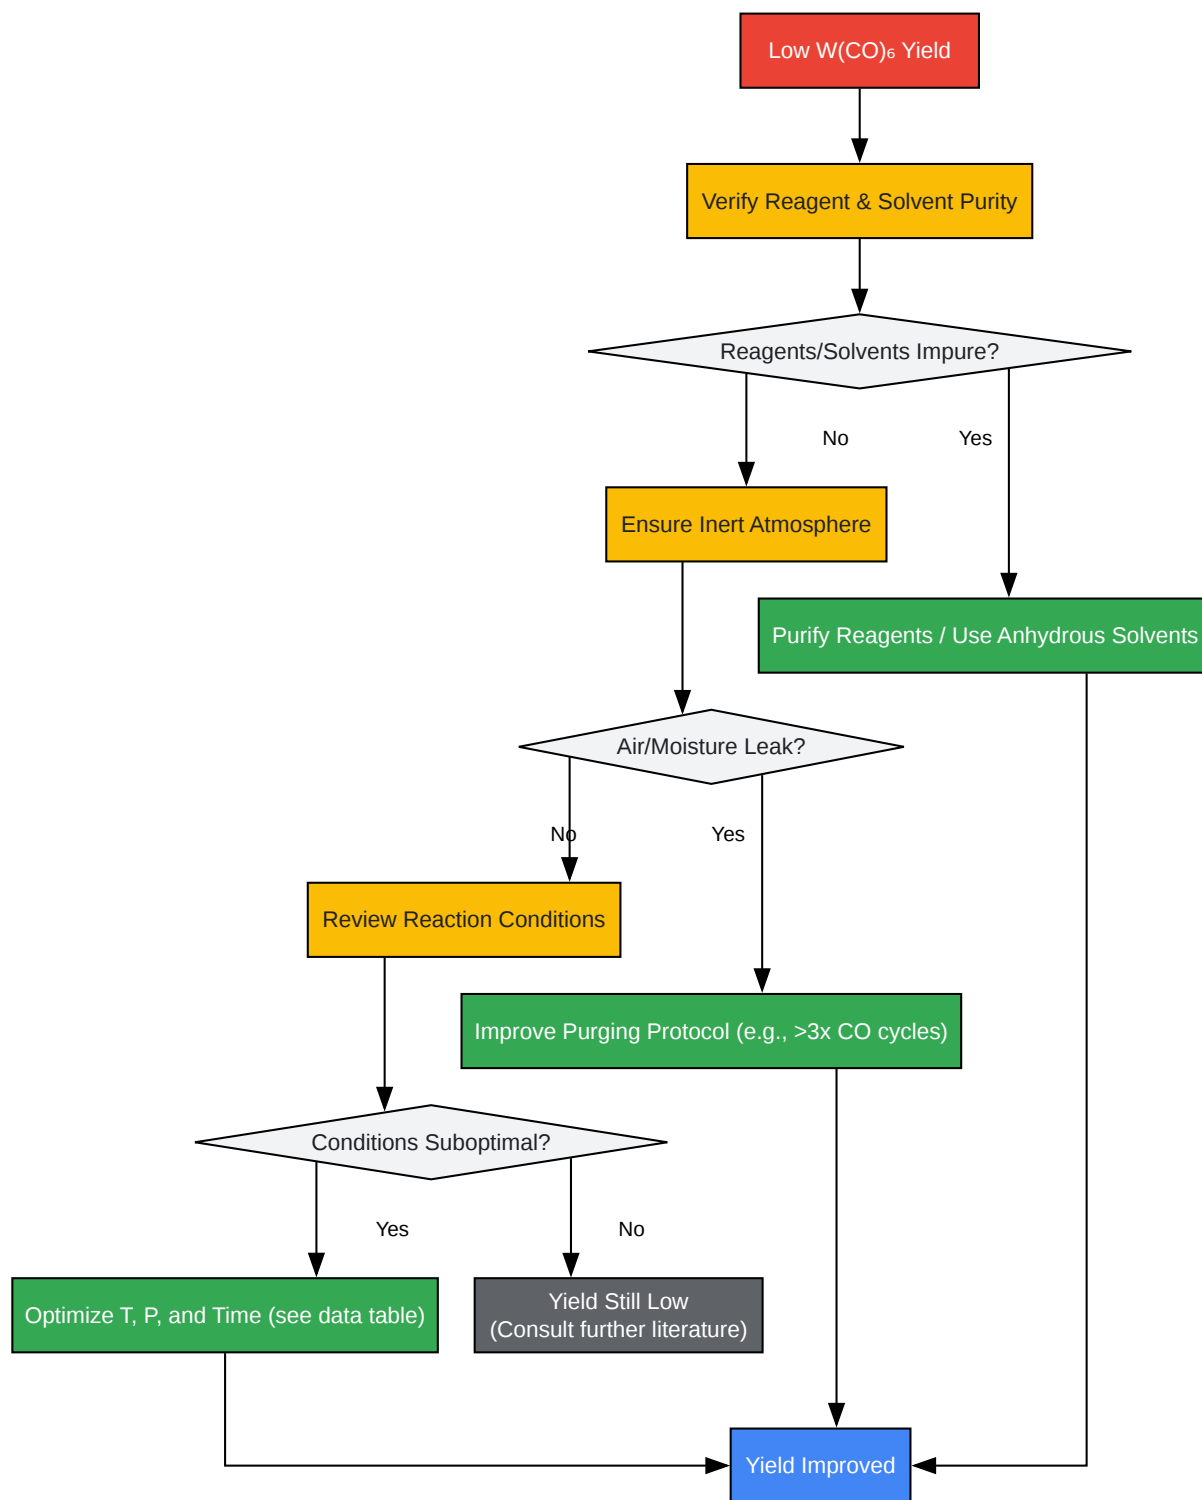 Low W(CO)₆ Yield
Verify Reagent & Solvent Purity
Reagents/Solvents Impure?
No
Yes
Ensure Inert Atmosphere
Purify Reagents / Use Anhydrous Solvents
Air/Moisture Leak?
No
Yes
Review Reaction Conditions
Improve Purging Protocol (e.g., >3x CO cycles)
Conditions Suboptimal?
Yes
No
Optimize T, P, and Time (see data table)
Yield Still Low
(Consult further literature)
Yield Improved